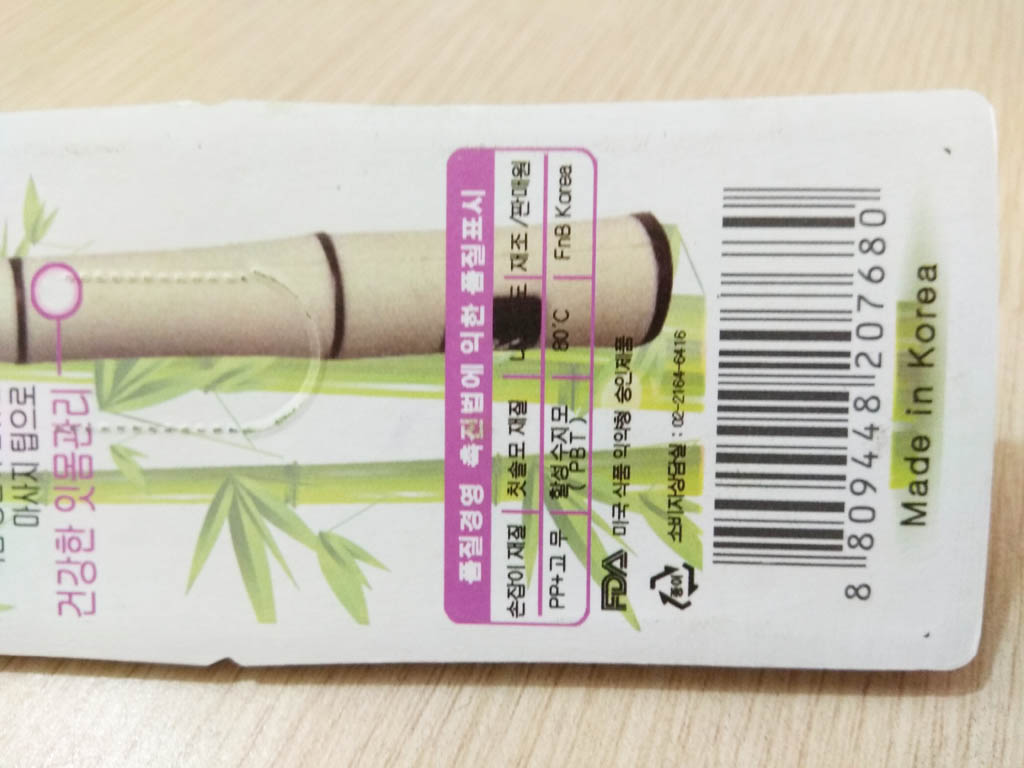 마사지 팁으로
건강한 잇몸관리
품질경영 촉진법에 의한 품질표시
손잡이 재질 칫솔모 재질 재조/판매원
PP+고 무 합성수지모 80˚C FnB Korea
(PBT)
FDA 미국 식품 의약청 승인제품
종이 소비자상담실 : 02-2164-6416
8 809448 207680
Made in Korea